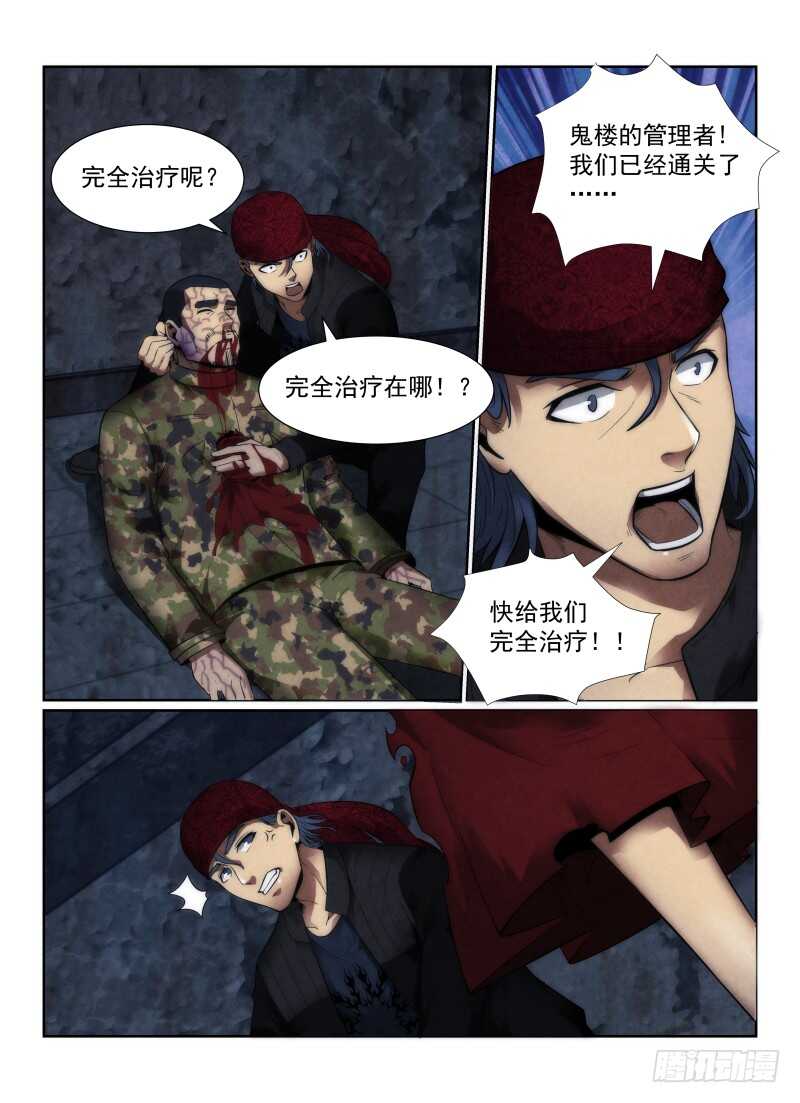 完全治疗呢？
完全治疗在哪！？
鬼楼的管理者！
我们已经通关了
……
快给我们
完全治疗！！
腾讯动漫